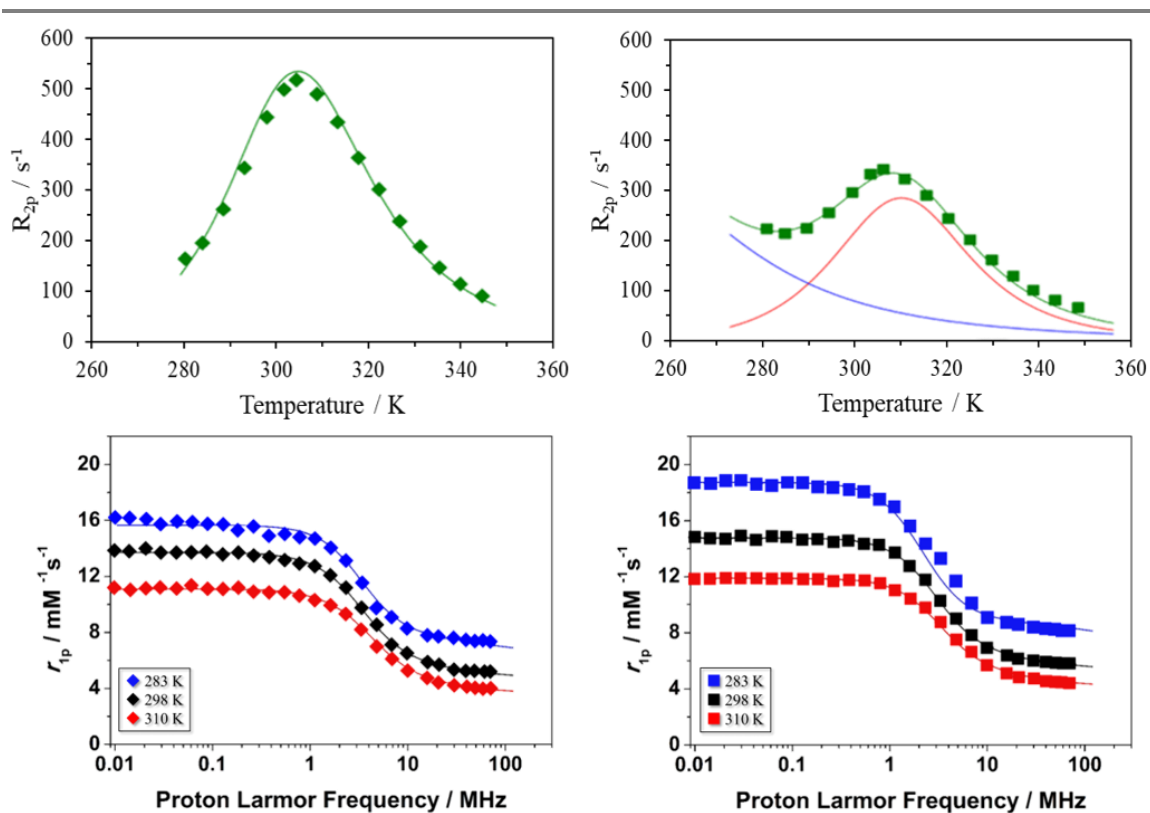 600
500
400
300
200
100
0
R2p / s-1
260 280 300 320 340 360
Temperature / K
600
500
400
300
200
100
0
R2p / s-1
260 280 300 320 340 360
Temperature / K
20
16
12
8
4
0
r1p / mM -1 s-1
283 K
298 K
310 K
0.01 0.1 1 10 100
Proton Larmor Frequency / MHz
20
16
12
8
4
0
r1p / mM -1 s-1
283 K
298 K
310 K
0.01 0.1 1 10 100
Proton Larmor Frequency / MHz